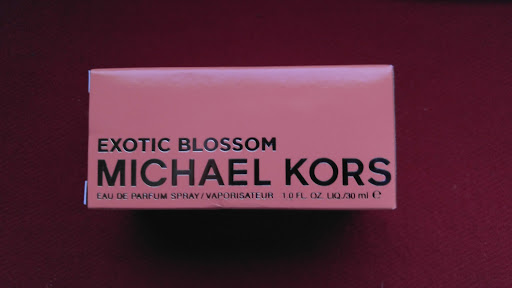 EXOTIC BLOSSOM
MICHAEL KORS
EAU DE PARFUM SPRAY/VAPORISATEUR 1.0 FL. OZ. LIQ./30 ml ℮